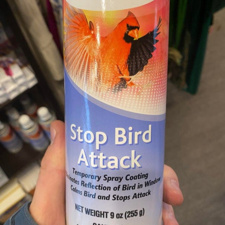 Stop Bird
Attack
Temporary Spray Coating
Reflection of Bird in Window
Calms Bird and Stops Attack
NET WEIGHT 9 oz (255 g)